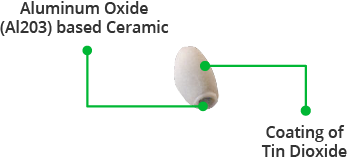 Aluminum Oxide
(Al203) based Ceramic
Coating of
Tin Dioxide